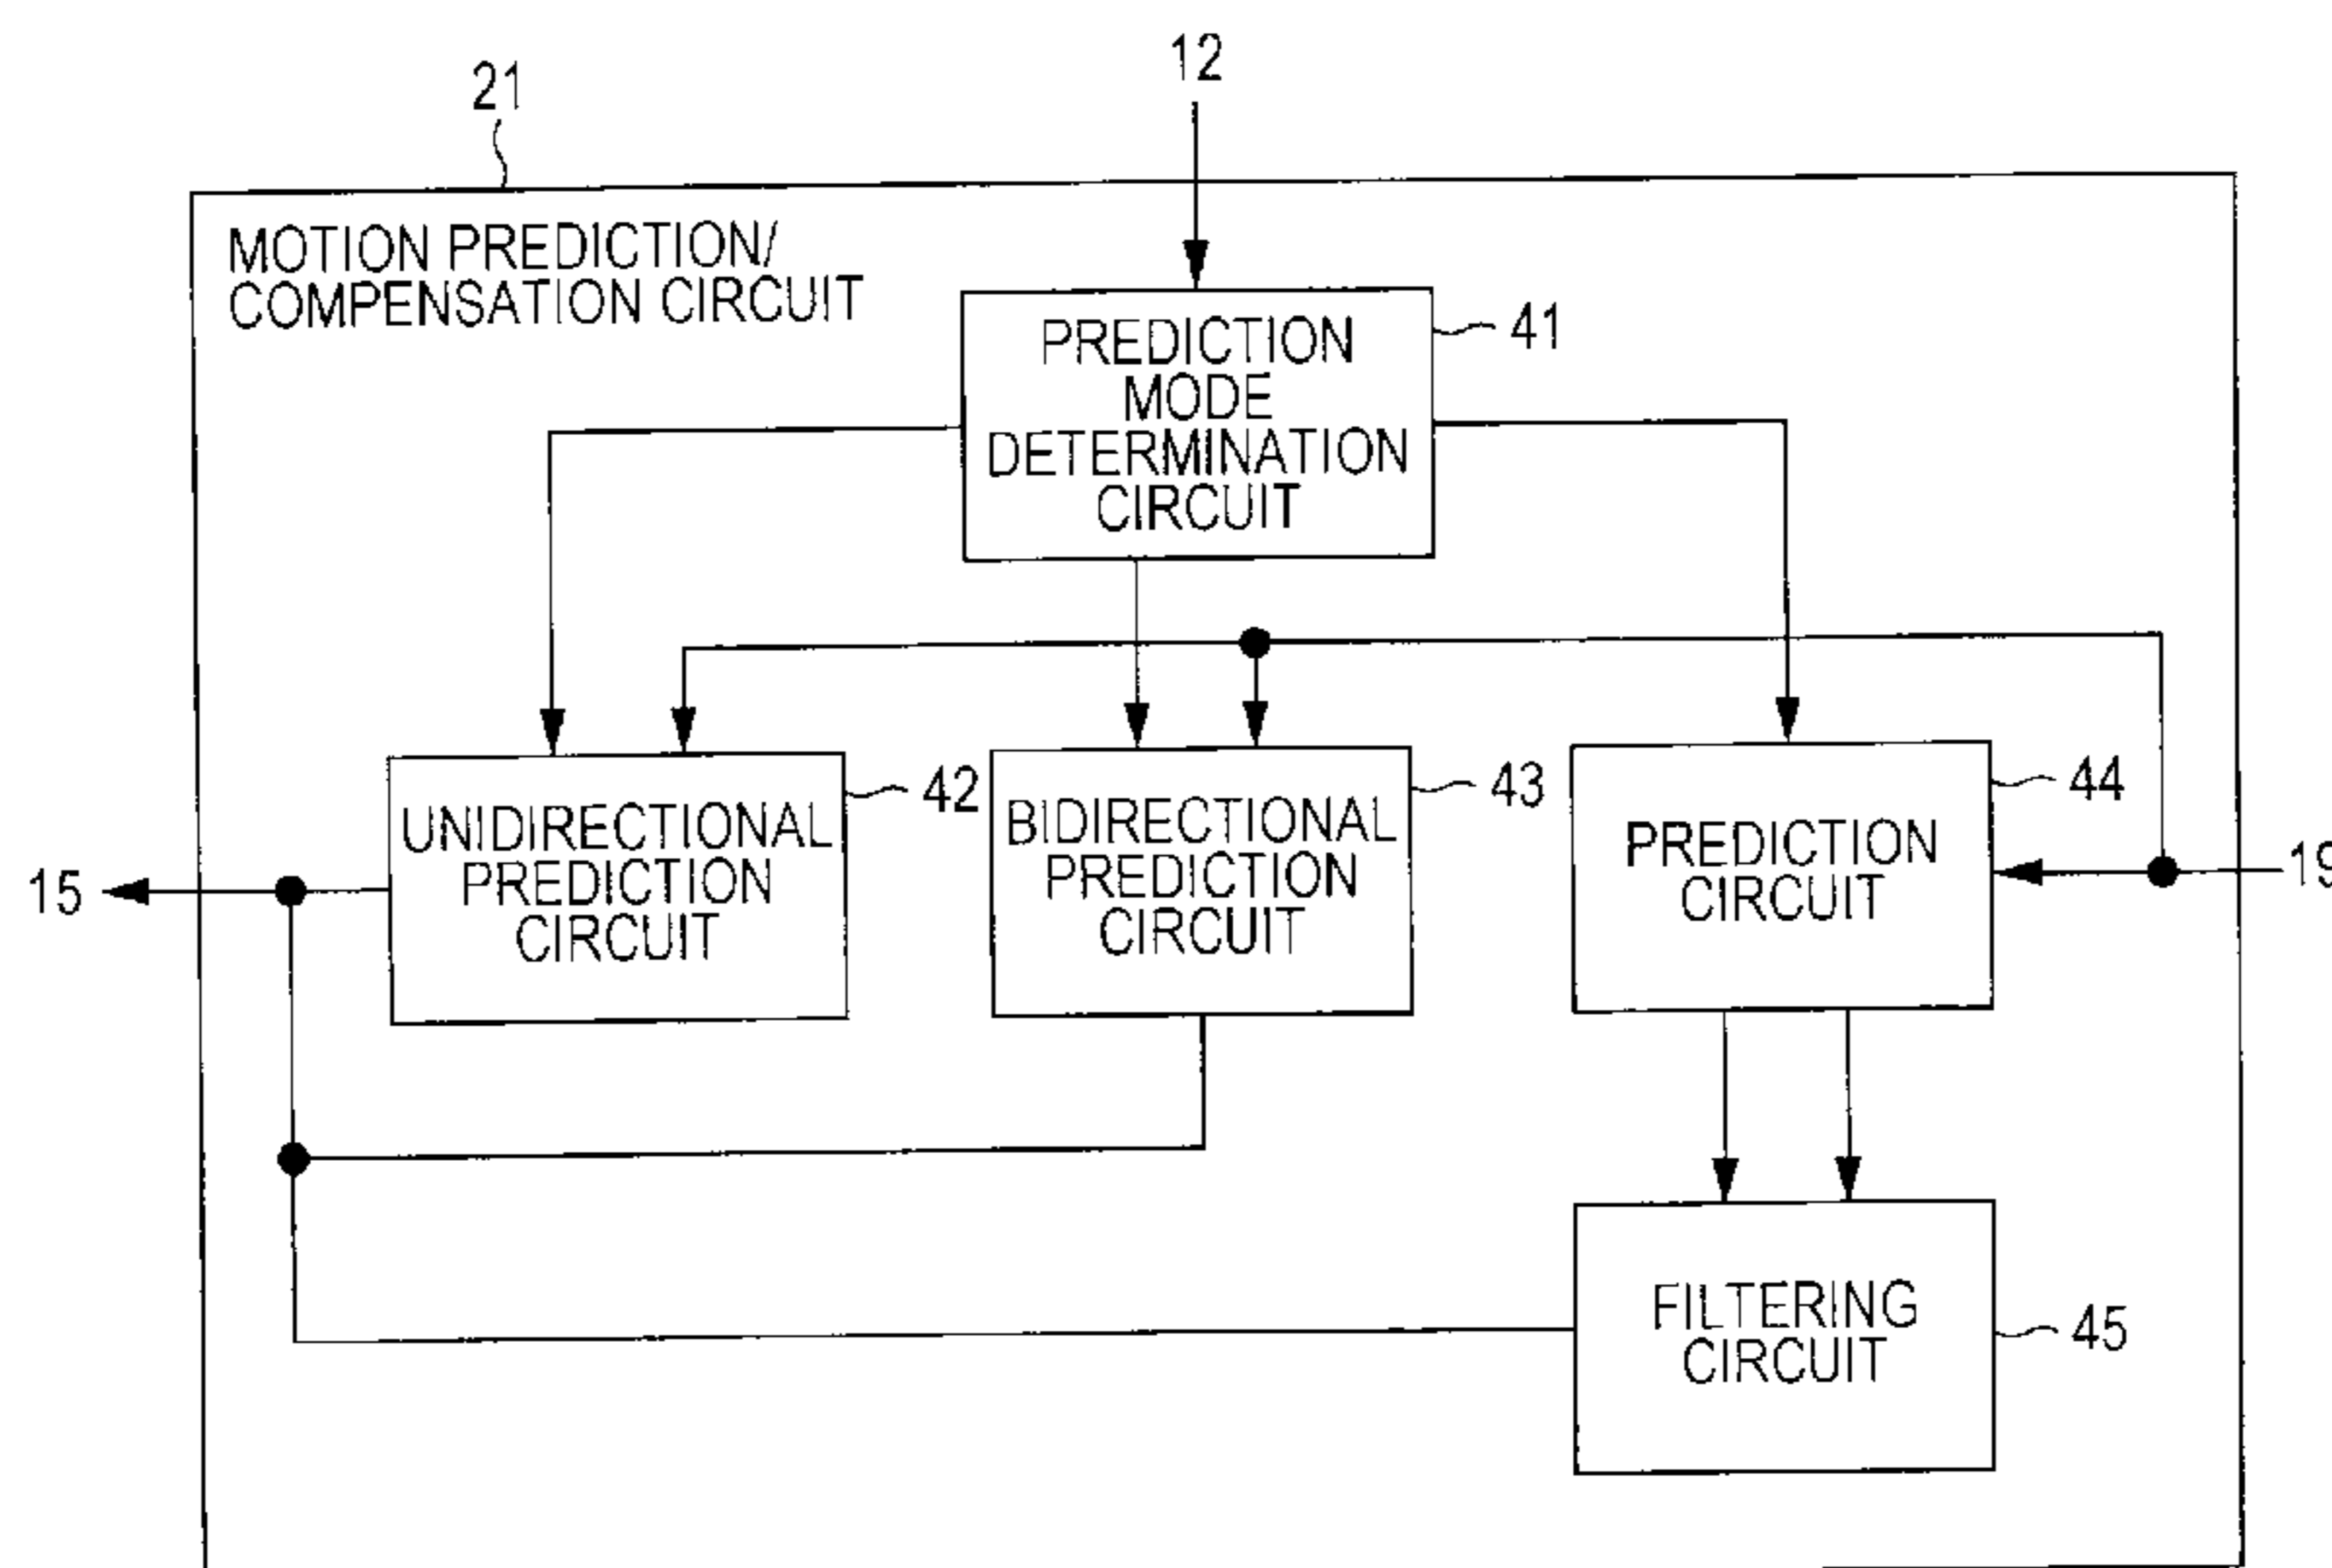 12
21
MOTION PREDICTION/
COMPENSATION CIRCUIT
PREDICTION
MODE
DETERMINATION
CIRCUIT
41
UNIDIRECTIONAL
PREDICTION
CIRCUIT
42
BIDIRECTIONAL
PREDICTION
CIRCUIT
43
PREDICTION
CIRCUIT
44
15
19
FILTERING
CIRCUIT
45